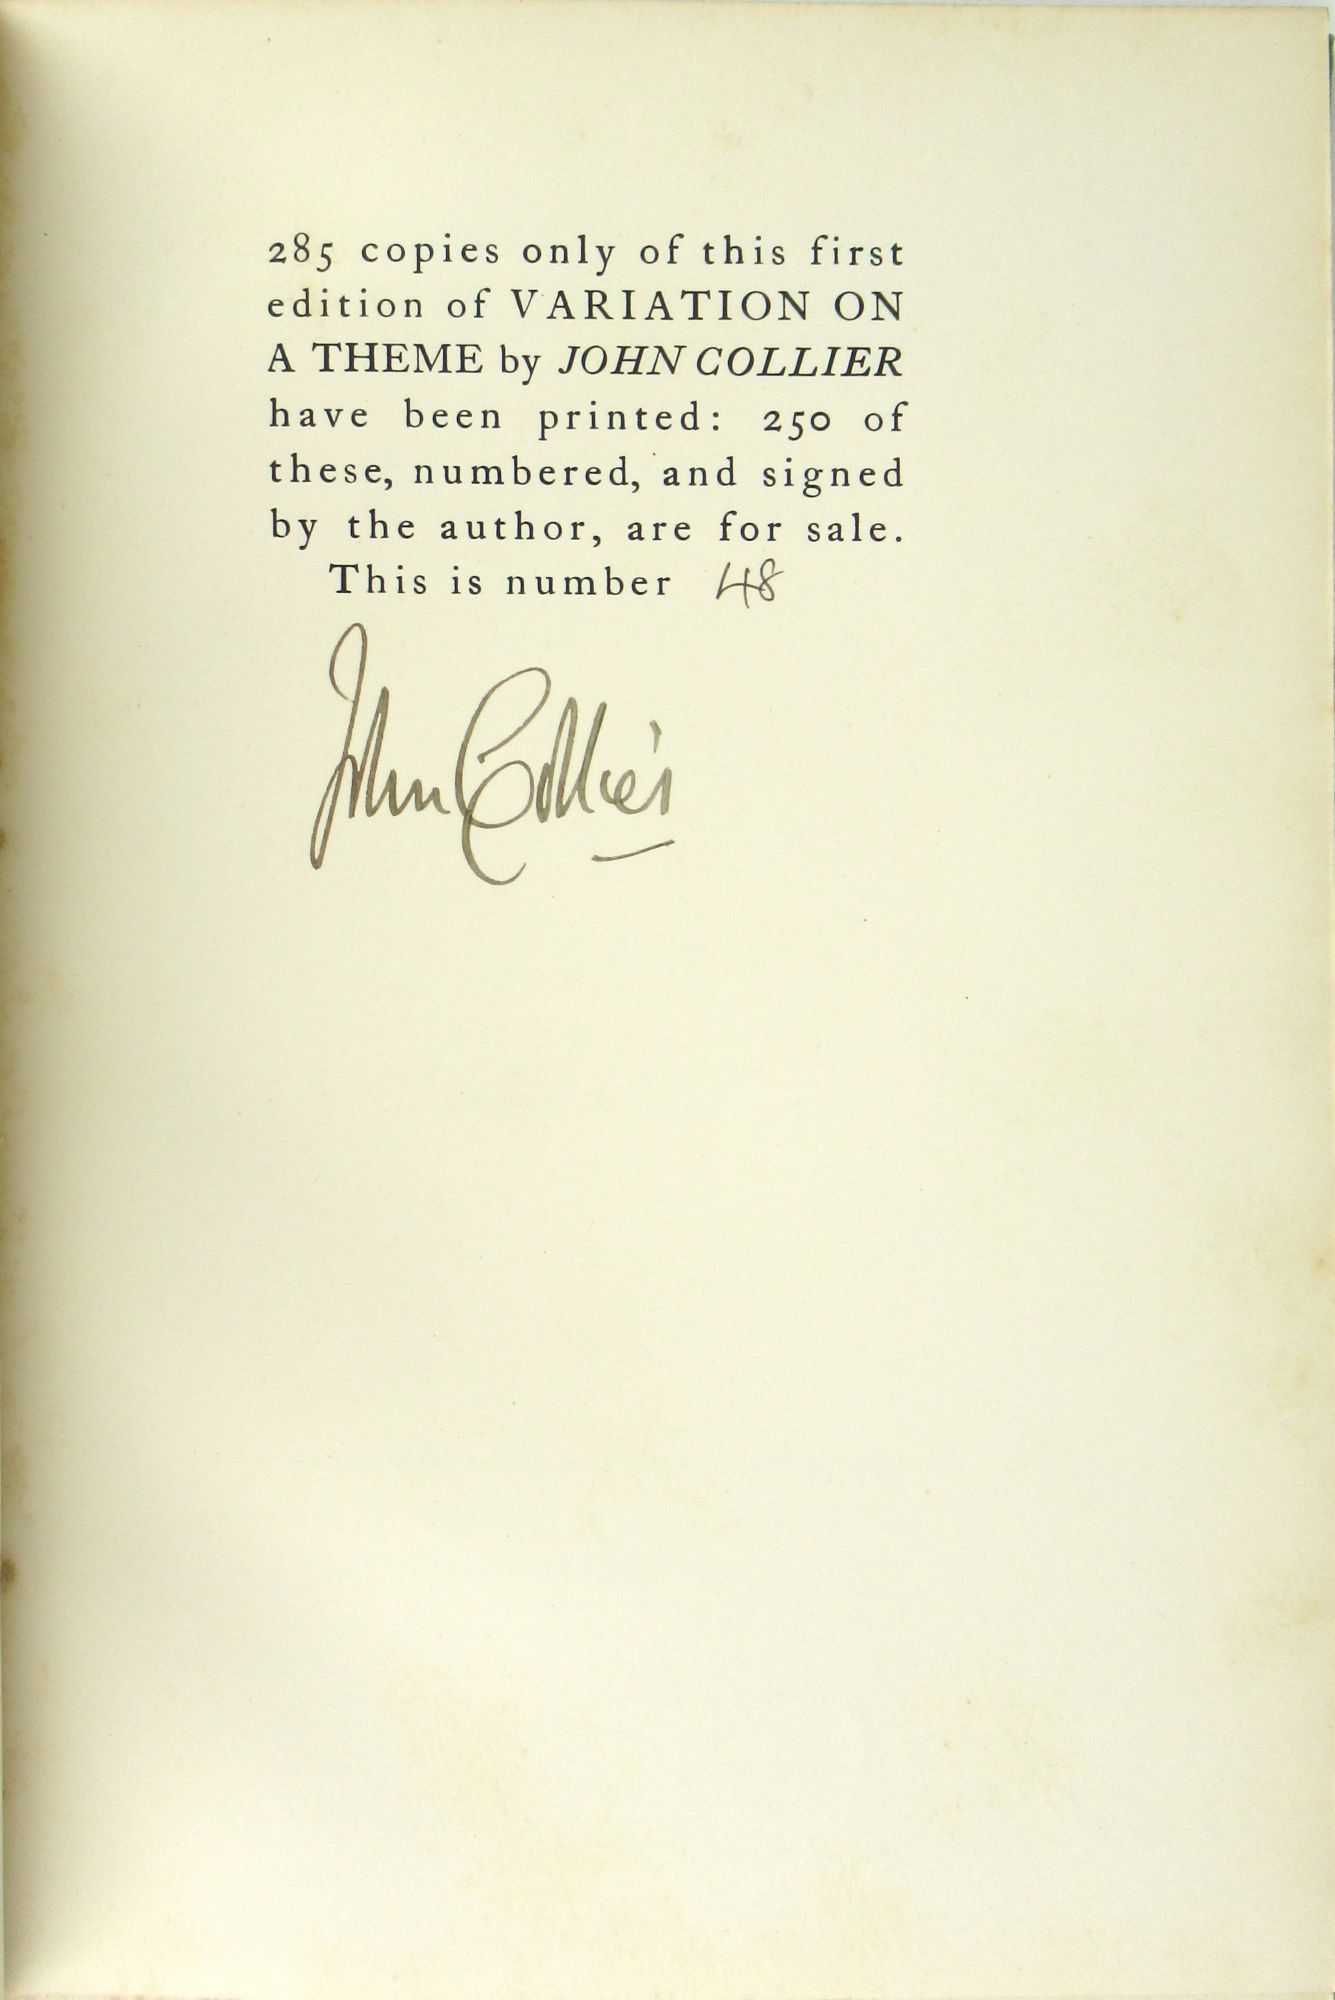 285 copies only of this first
edition of VARIATION ON
A THEME by JOHN COLLIER
have been printed: 250 of
these, numbered, and signed
by the author, are for sale.
This is number 48
John Collier